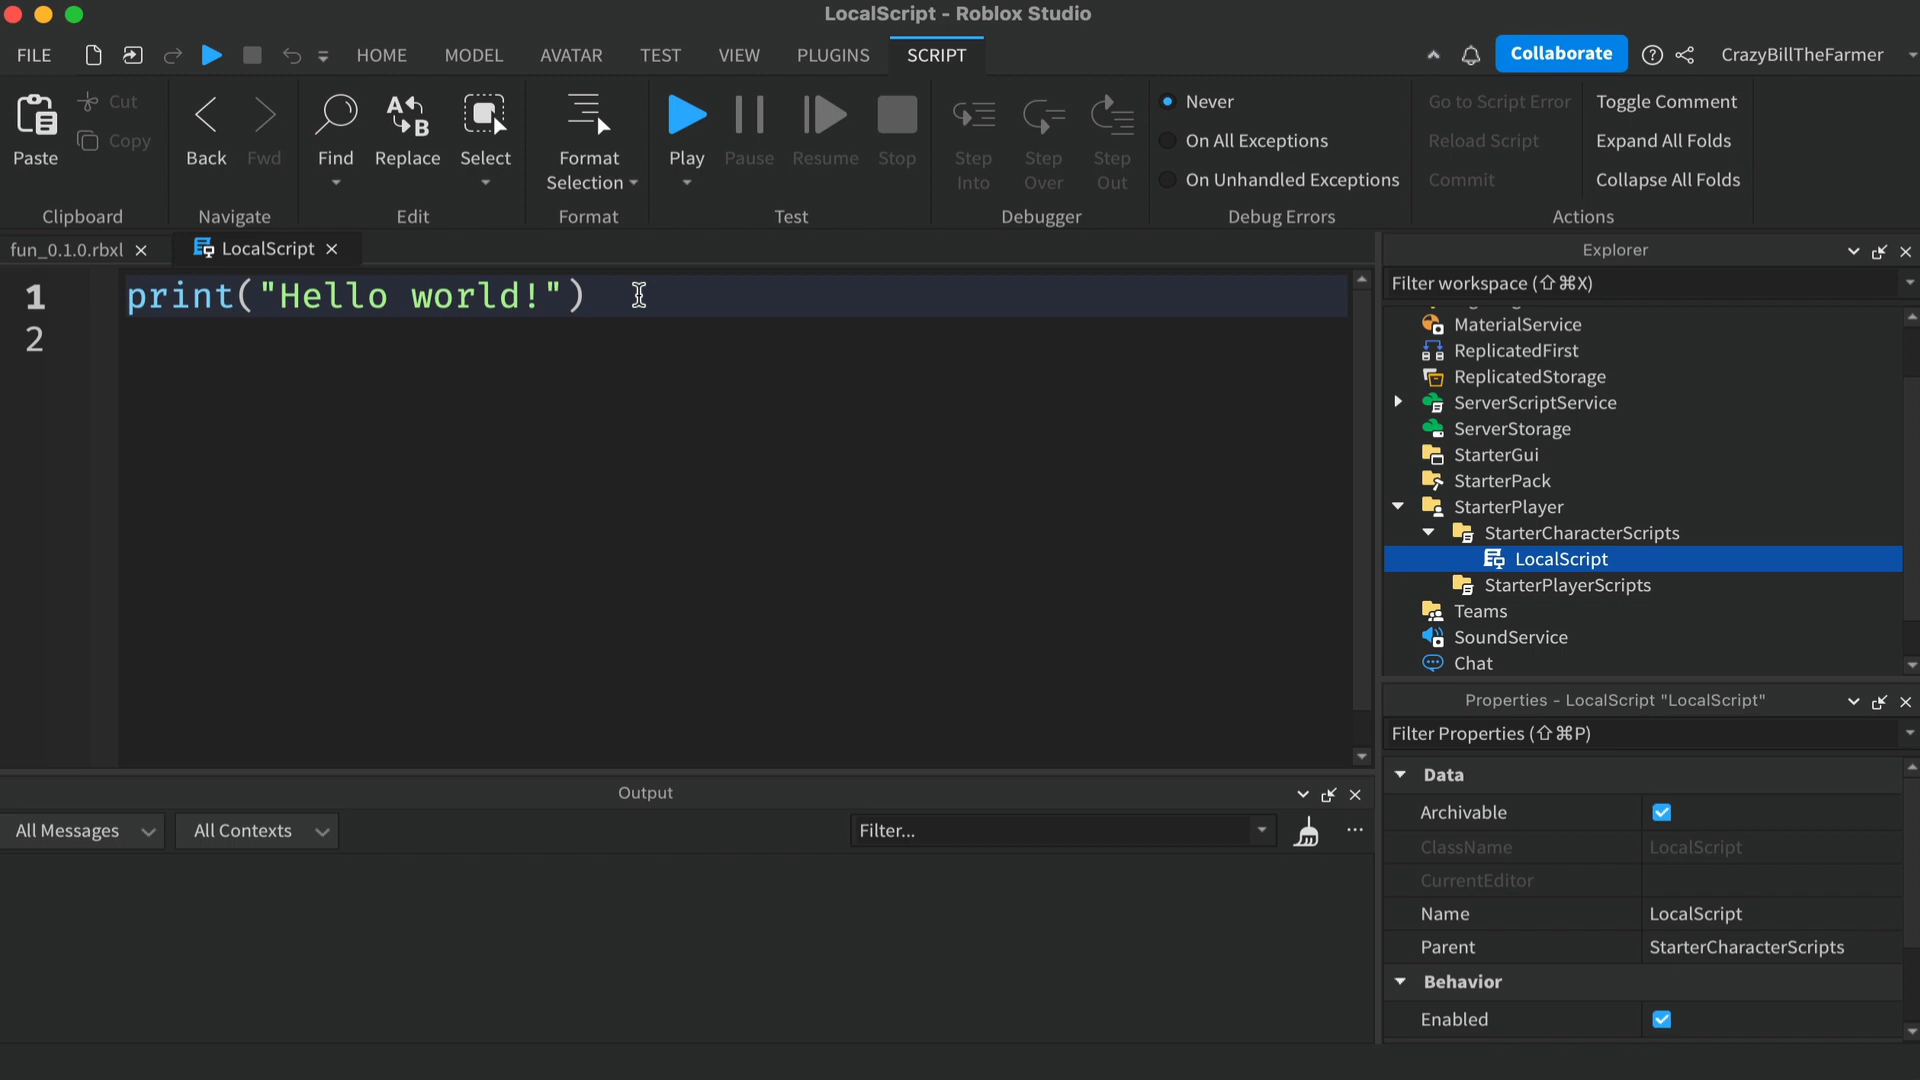 LocalScript - Roblox Studio
FILE HOME MODEL AVATAR TEST VIEW PLUGINS SCRIPT Collaborate CrazyBillTheFarmer
Paste Cut Copy
Clipboard
Back Fwd
Navigate
Find Replace Select
Edit
Format Selection
Format
Play Pause Resume Stop
Test
Step Into Step Over Step Out
Debugger
Never
On All Exceptions
On Unhandled Exceptions
Debug Errors
Go to Script Error Toggle Comment
Reload Script Expand All Folds
Commit Collapse All Folds
Actions
fun_0.1.0.rbxl LocalScript
1 print("Hello world!")
2
Explorer
Filter workspace (⇧⌘X)
MaterialService
ReplicatedFirst
ReplicatedStorage
ServerScriptService
ServerStorage
StarterGui
StarterPack
StarterPlayer
StarterCharacterScripts
LocalScript
StarterPlayerScripts
Teams
SoundService
Chat
Properties - LocalScript "LocalScript"
Filter Properties (⇧⌘P)
Data
Archivable
ClassName LocalScript
CurrentEditor
Name LocalScript
Parent StarterCharacterScripts
Behavior
Enabled
Output
All Messages All Contexts Filter...